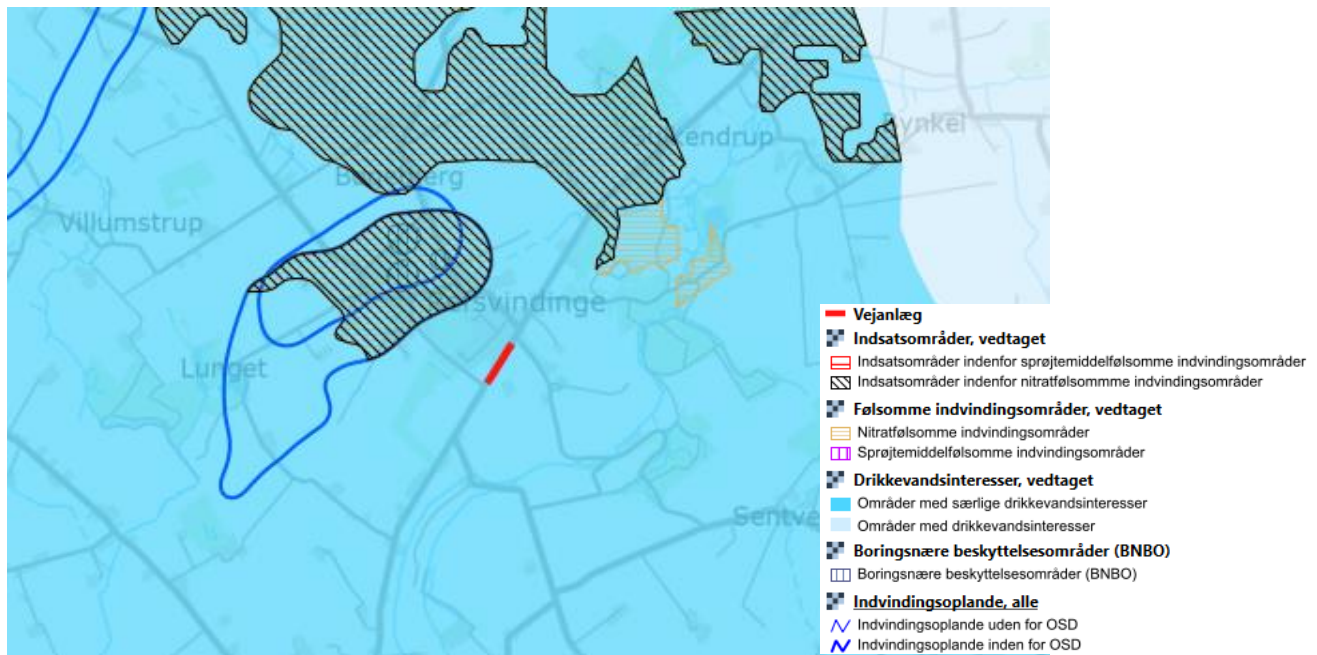 Villumstrup
Lunget
Vejanlæg
Indsatsområder, vedtaget
Indsatsområder indenfor sprøjtemiddelfølsomme indvindingsområder
Indsatsområder indenfor nitratfølsommme indvindingsområder
Følsomme indvindingsområder, vedtaget
Nitratfølsomme indvindingsområder
Sprøjtemiddelfølsomme indvindingsområder
Drikkevandsinteresser, vedtaget
Områder med særlige drikkevandsinteresser
Områder med drikkevandsinteresser
Boringsnære beskyttelsesområder (BNBO)
Boringsnære beskyttelsesområder (BNBO)
Indvindingsoplande, alle
Indvindingsoplande uden for OSD
Indvindingsoplande inden for OSD